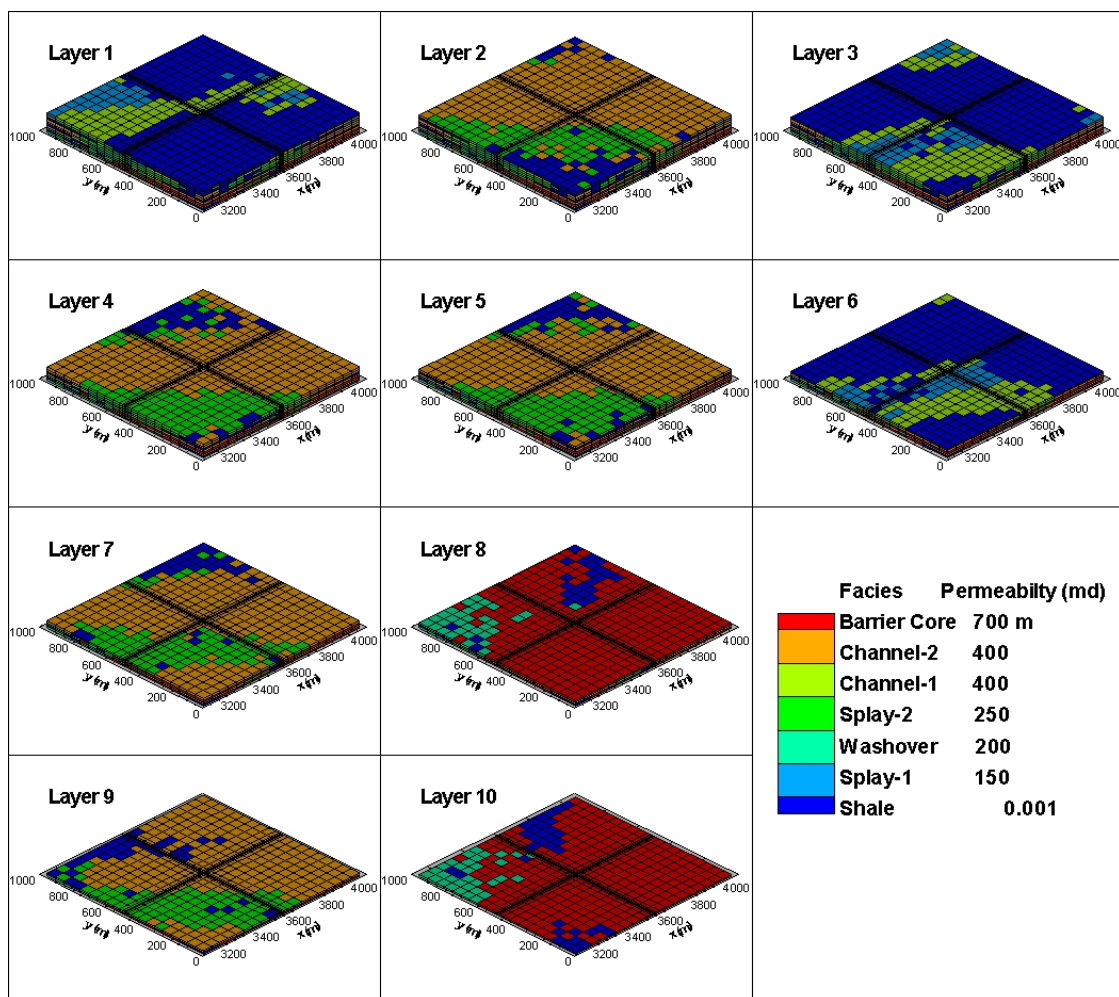 Layer 1
1000
800
600
400
200
0
y (m)
3200
3400
3600
3800
4000
x (m)
Layer 2
1000
800
600
400
200
0
y (m)
3200
3400
3600
3800
4000
x (m)
Layer 3
1000
800
600
400
200
0
y (m)
3200
3400
3600
3800
4000
x (m)
Layer 4
1000
800
600
400
200
0
y (m)
3200
3400
3600
3800
4000
x (m)
Layer 5
1000
800
600
400
200
0
y (m)
3200
3400
3600
3800
4000
x (m)
Layer 6
1000
800
600
400
200
0
y (m)
3200
3400
3600
3800
4000
x (m)
Layer 7
1000
800
600
400
200
0
y (m)
3200
3400
3600
3800
4000
x (m)
Layer 8
1000
800
600
400
200
0
y (m)
3200
3400
3600
3800
4000
x (m)
Facies Permeabilty (md)
Barrier Core 700 m
Channel-2 400
Channel-1 400
Splay-2 250
Washover 200
Splay-1 150
Shale 0.001
Layer 9
1000
800
600
400
200
0
y (m)
3200
3400
3600
3800
4000
x (m)
Layer 10
1000
800
600
400
200
0
y (m)
3200
3400
3600
3800
4000
x (m)